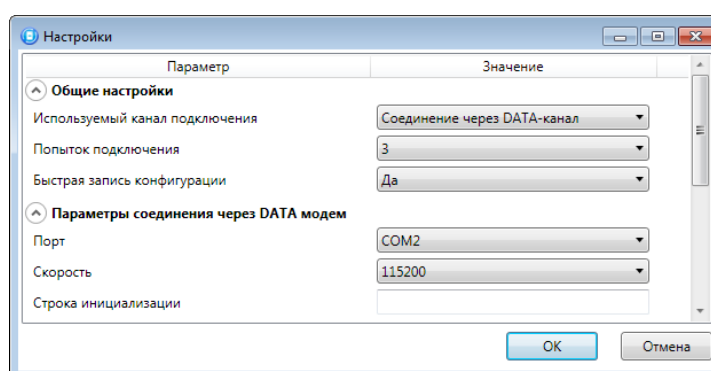 Настройки
Параметр Значение
Общие настройки
Используемый канал подключения Соединение через DATA-канал
Попыток подключения 3
Быстрая запись конфигурации Да
Параметры соединения через DATA модем
Порт COM2
Скорость 115200
Строка инициализации
OK Отмена